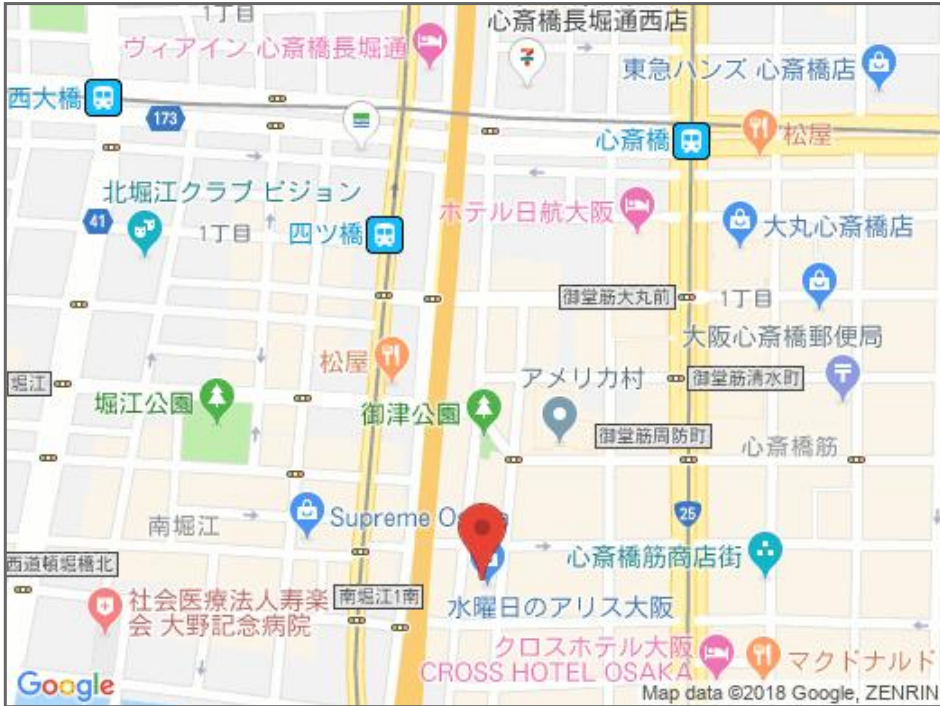 1丁目
心斎橋長堀通西店
ヴィアイン 心斎橋長堀通
東急ハンズ 心斎橋店
西大橋
173
心斎橋
松屋
北堀江クラブ ビジョン
ホテル日航大阪
41
1丁目
四ツ橋
大丸心斎橋店
御堂筋大丸前
1丁目
大阪心斎橋郵便局
松屋
アメリカ村
御堂筋清水町
堀江
堀江公園
御津公園
御堂筋周防町
心斎橋筋
南堀江
Supreme
25
心斎橋筋商店街
西道頓堀橋北
社会医療法人寿楽
会 大野記念病院
南堀江1南
水曜日のアリス大阪
クロスホテル大阪
CROSS HOTEL OSAKA
マクドナルド
Google
Map data ©2018 Google, ZENRIN